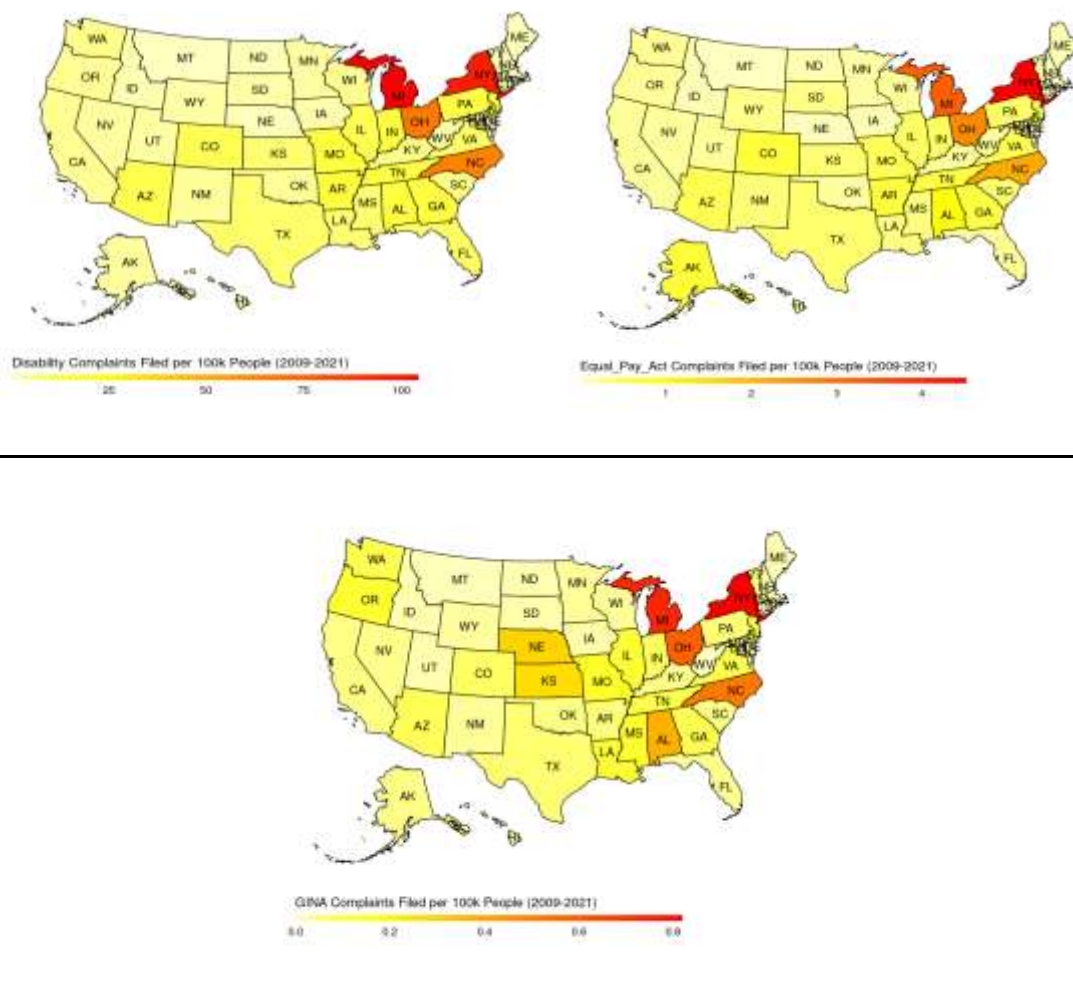 WA
MT
ND
MN
ME
OR
ID
SD
WI
NY
WY
MI
IA
PA
NE
NV
OH
IL
IN
UT
CO
WV
VA
CA
KS
MO
KY
NC
TN
AZ
NM
OK
AR
SC
MS
AL
GA
LA
TX
FL
AK
Disability Complaints Filed per 100k People (2009-2021)
25 50 75 100
WA
MT
ND
MN
ME
OR
ID
SD
WI
NY
WY
MI
IA
PA
NE
NV
OH
IL
IN
UT
CO
WV
VA
CA
KS
MO
KY
NC
TN
AZ
NM
OK
AR
SC
MS
AL
GA
LA
TX
FL
AK
Equal_Pay_Act Complaints Filed per 100k People (2009-2021)
1 2 3 4
WA
MT
ND
MN
ME
OR
ID
SD
WI
NY
WY
MI
IA
PA
NE
NV
OH
IL
IN
UT
CO
WV
VA
CA
KS
MO
KY
NC
TN
AZ
NM
OK
AR
SC
MS
AL
GA
LA
TX
FL
AK
GINA Complaints Filed per 100k People (2009-2021)
0.0 0.2 0.4 0.6 0.8